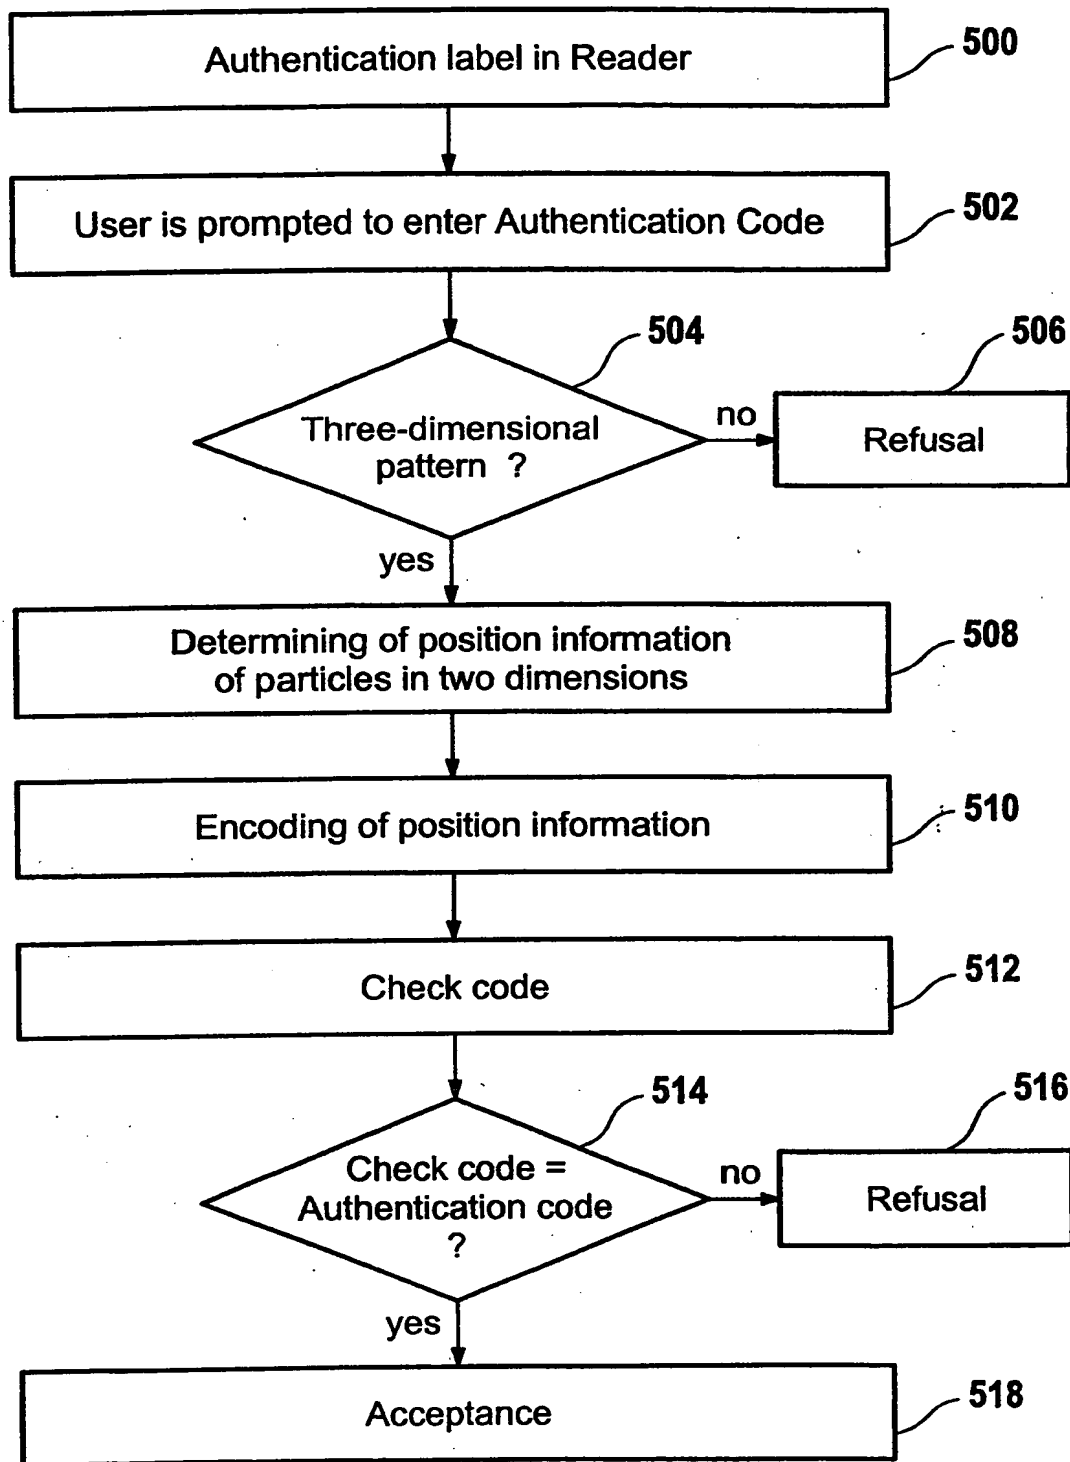 Authentication label in Reader
500
User is prompted to enter Authentication Code
502
504
506
Three-dimensional
pattern ?
no
Refusal
yes
Determining of position information
of particles in two dimensions
508
Encoding of position information
510
Check code
512
514
516
Check code =
Authentication code
?
no
Refusal
yes
Acceptance
518